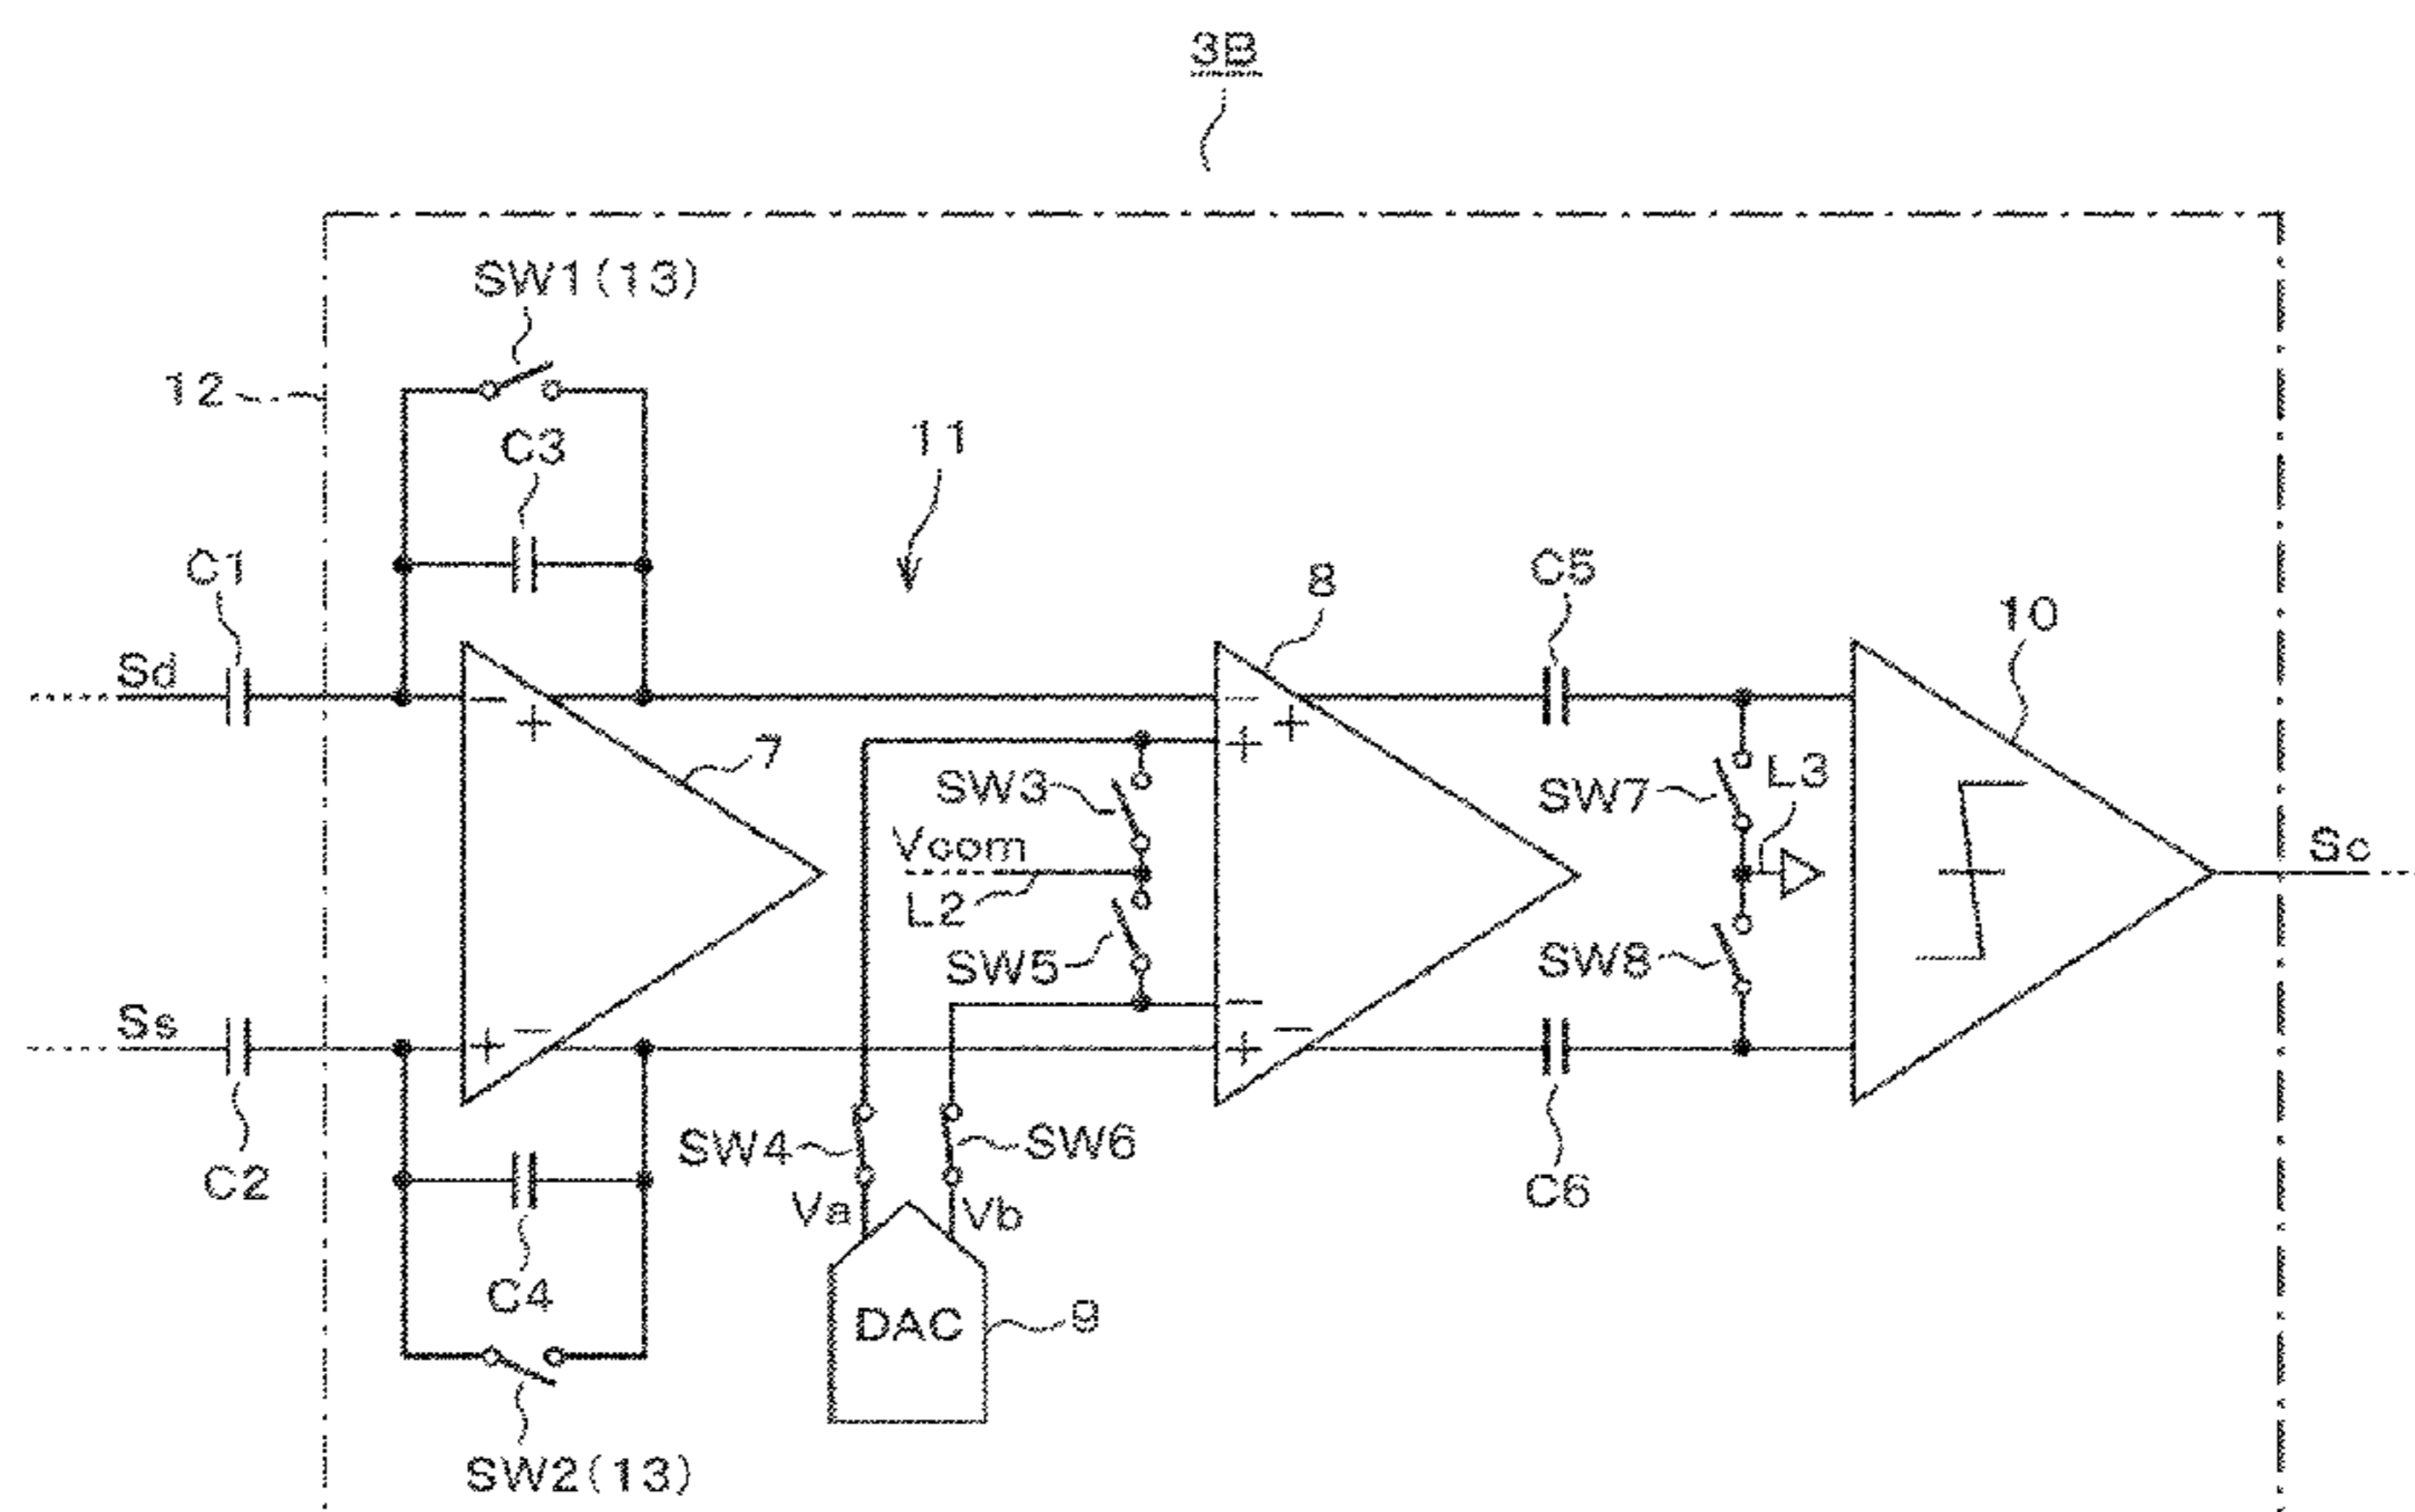 3B
SW1(13)
12
C3
11
C1
C5
8
10
Sd
- + - +
7
+
SW3
SW7
L3
Vcom
L2
Sc
SW5
SW8
Ss
+ - - + -
SW4
SW6
C2
Va
Vb
C6
C4
DAC
9
SW2(13)